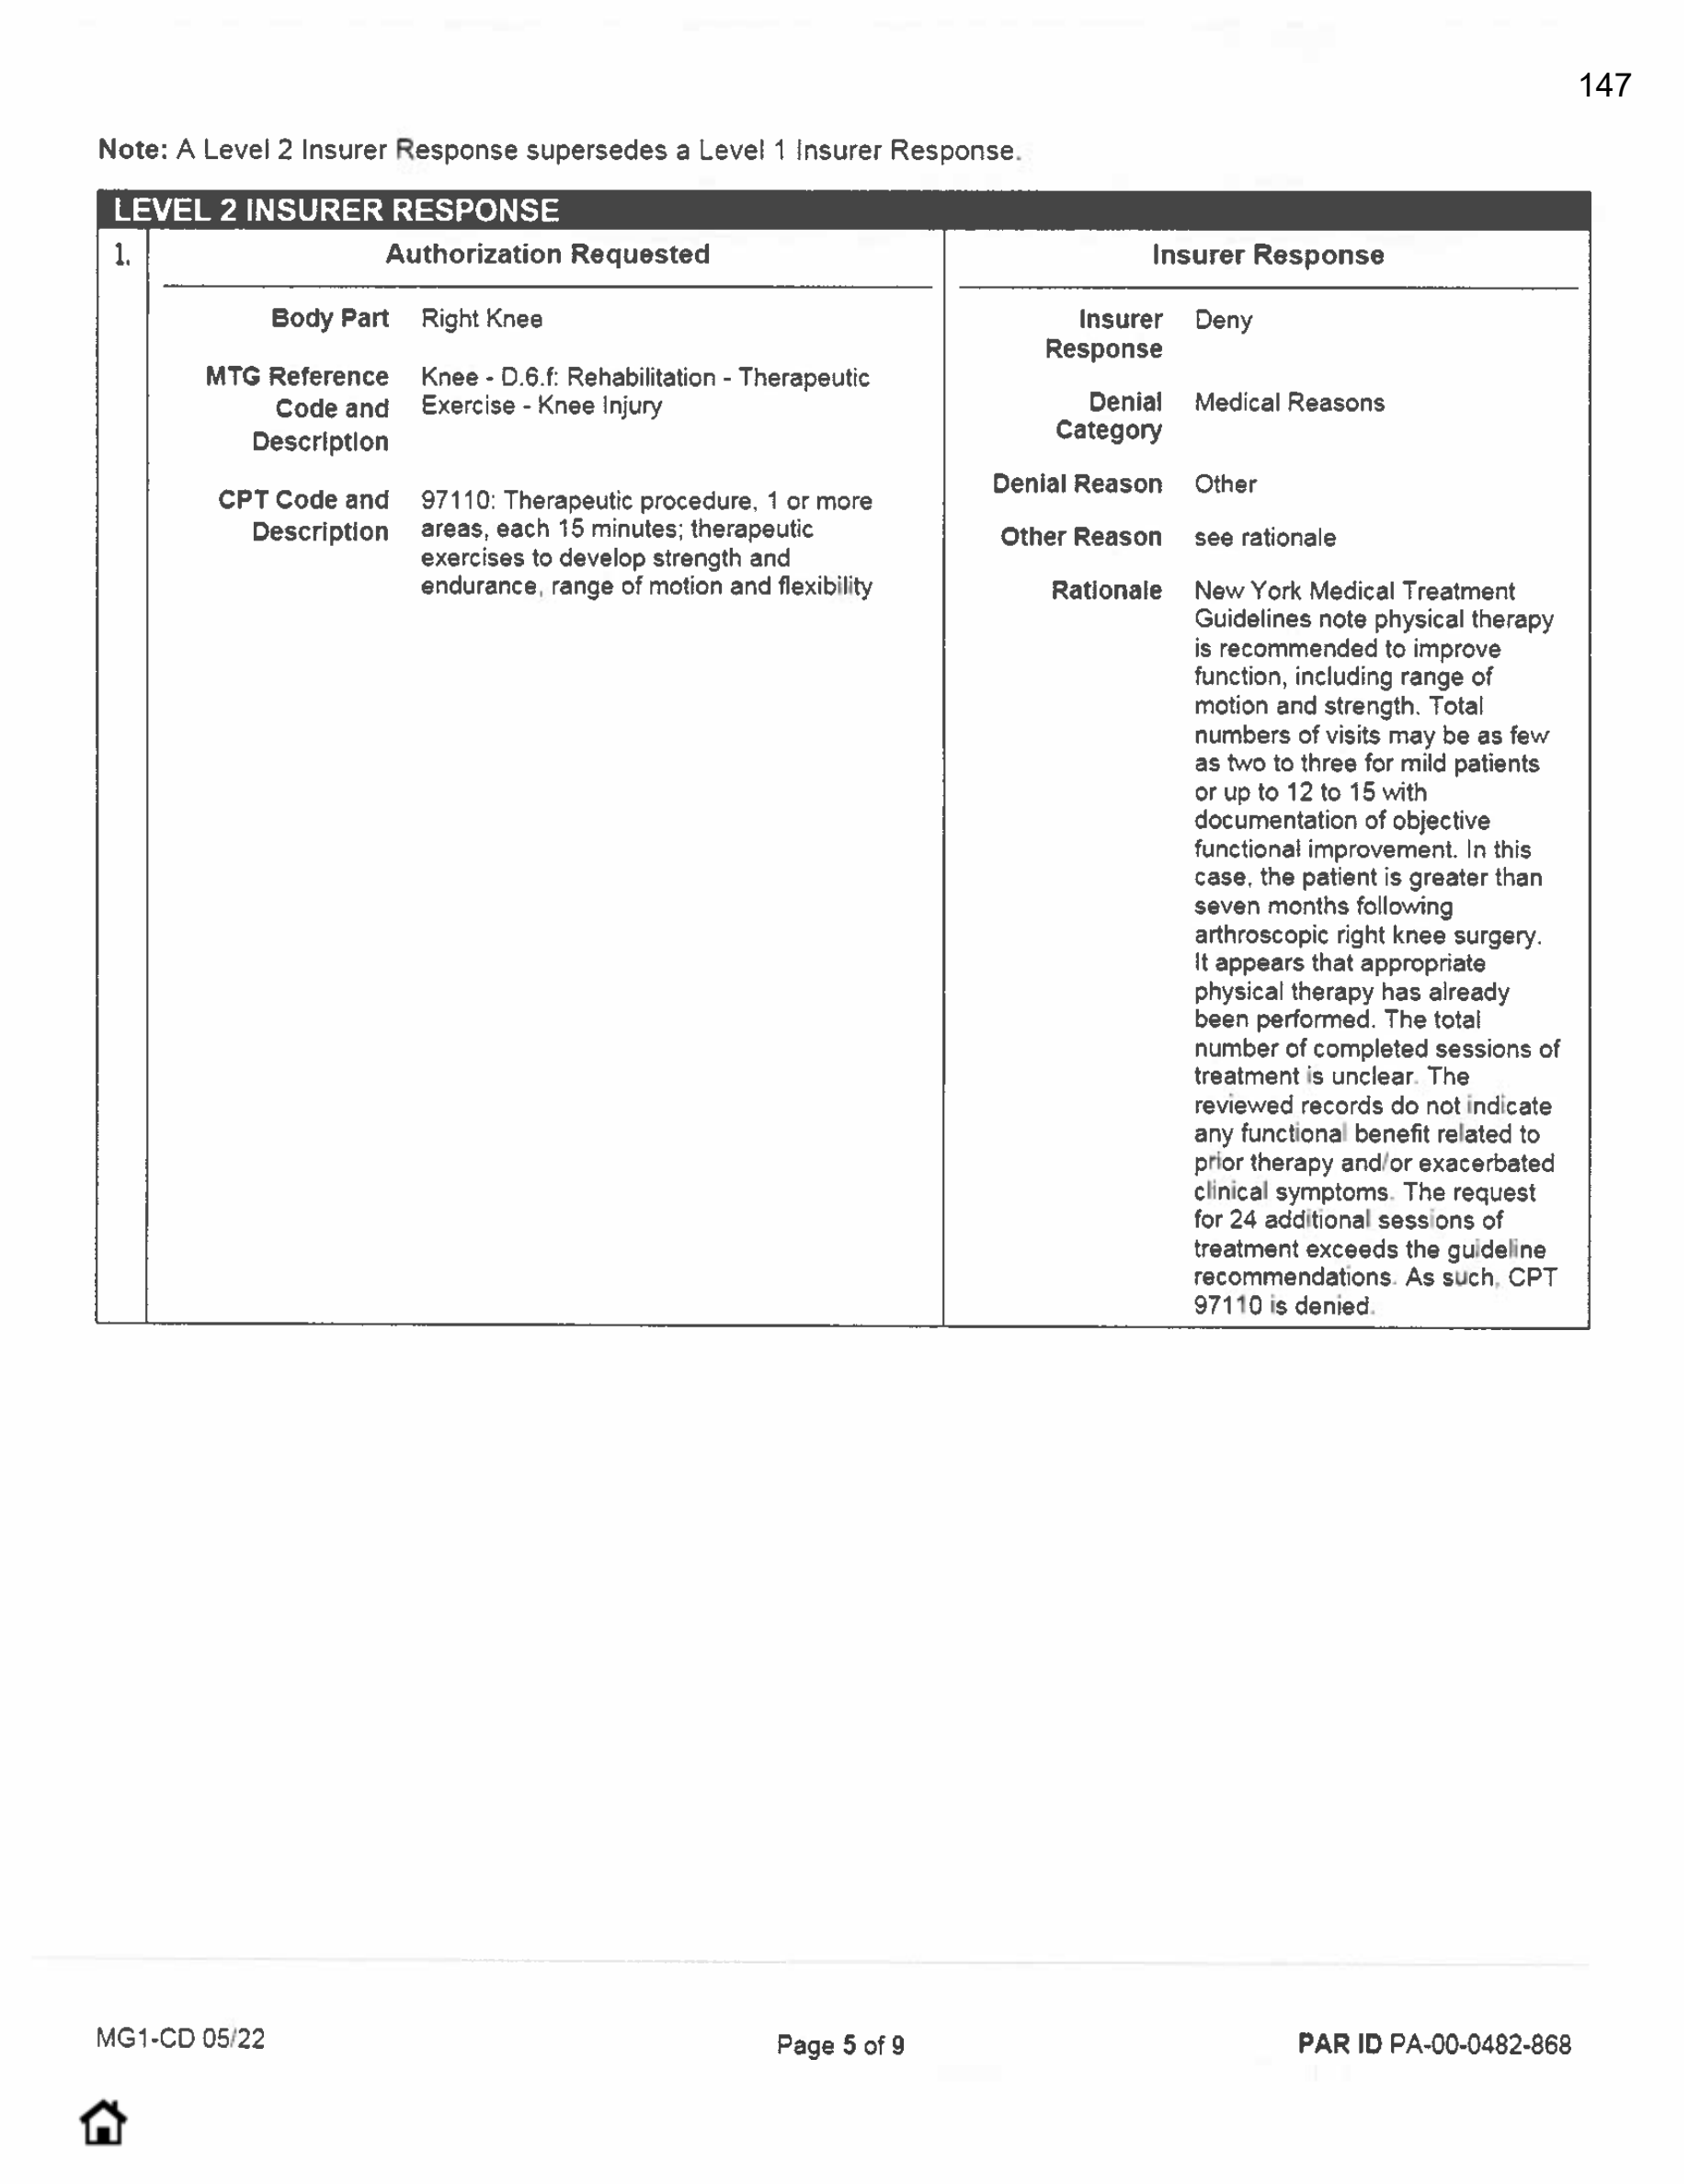 147
Note: A Level 2 Insurer Response supersedes a Level 1 Insurer Response.
LEVEL 2 INSURER RESPONSE
1.
Authorization Requested
Body Part Right Knee
MTG Reference Knee - D.6.f: Rehabilitation - Therapeutic
Code and Exercise - Knee Injury
Description
CPT Code and 97110: Therapeutic procedure, 1 or more
Description areas, each 15 minutes; therapeutic
exercises to develop strength and
endurance, range of motion and flexibility
Insurer Response
Insurer Deny
Response
Denial Medical Reasons
Category
Denial Reason Other
Other Reason see rationale
Rationale New York Medical Treatment
Guidelines note physical therapy
is recommended to improve
function, including range of
motion and strength. Total
numbers of visits may be as few
as two to three for mild patients
or up to 12 to 15 with
documentation of objective
functional improvement. In this
case, the patient is greater than
seven months following
arthroscopic right knee surgery.
It appears that appropriate
physical therapy has already
been performed. The total
number of completed sessions of
treatment is unclear. The
reviewed records do not indicate
any functional benefit related to
prior therapy and/or exacerbated
clinical symptoms. The request
for 24 additional sessions of
treatment exceeds the guideline
recommendations. As such, CPT
97110 is denied.
MG1-CD 05/22
Page 5 of 9
PAR ID PA-00-0482-868